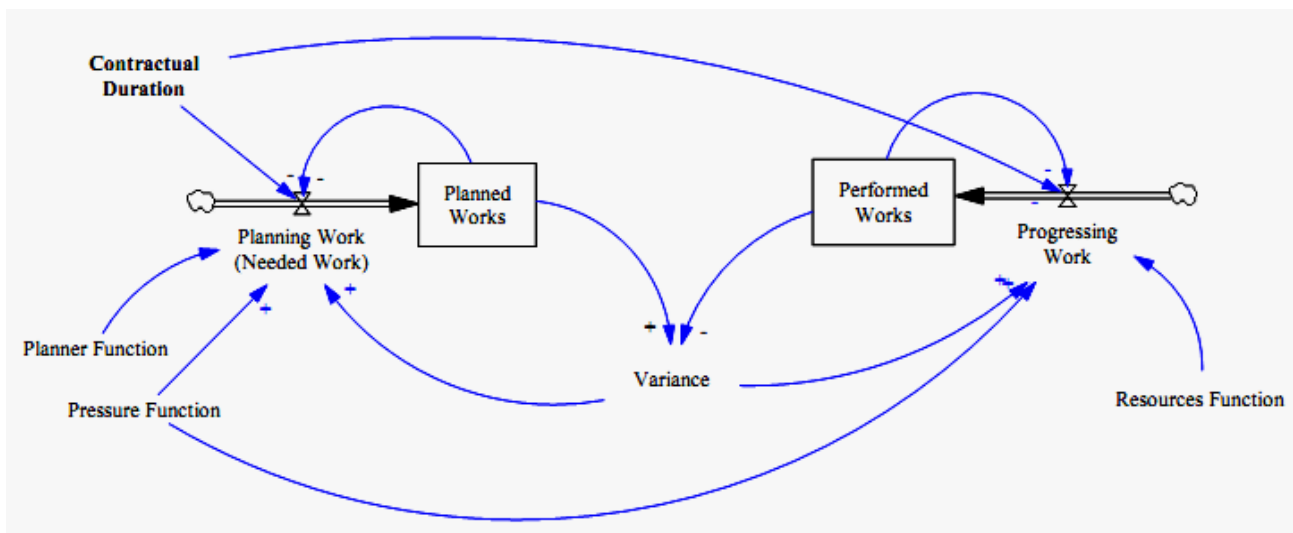 Contractual
Duration
- -
Planned
Works
Performed
Works
-
-
Planning Work
(Needed Work)
Progressing
Work
+
+
+
+
+
-
Planner Function
Variance
Pressure Function
Resources Function